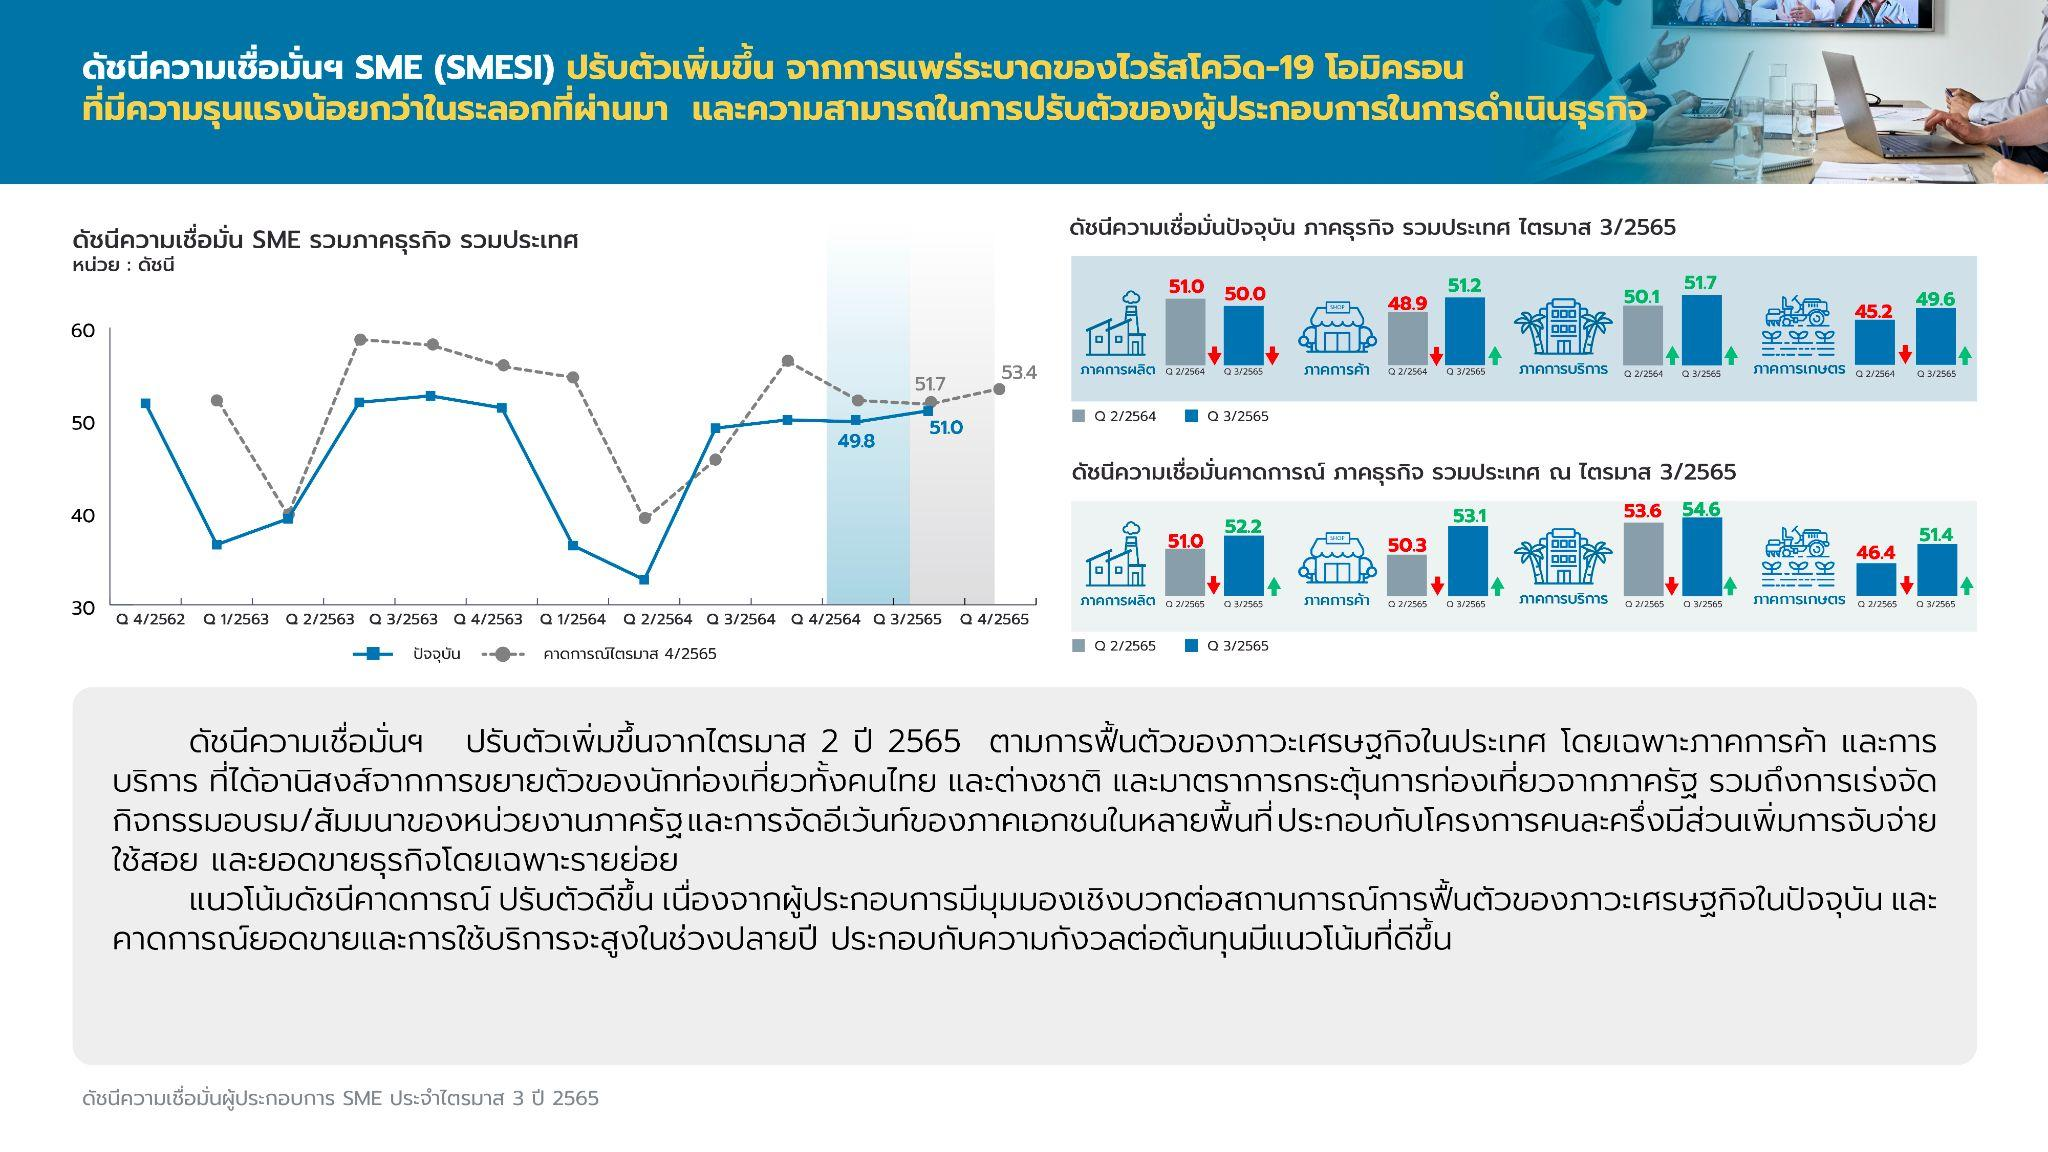 ดัชนีความเชื่อมั่นฯ SME (SMESI) ปรับตัวเพิ่มขึ้น จากการแพร่ระบาดของไวรัสโควิด-19 โอมิครอน
ที่มีความรุนแรงน้อยกว่าในระลอกที่ผ่านมา และความสามารถในการปรับตัวของผู้ประกอบการในการดำเนินธุรกิจ
ดัชนีความเชื่อมั่น SME รวมภาคธุรกิจ รวมประเทศ
หน่วย : ดัชนี
60
50
40
30
51.7
53.4
49.8
51.0
Q 4/2562 Q 1/2563 Q 2/2563 Q 3/2563 Q 4/2563 Q 1/2564 Q 2/2564 Q 3/2564 Q 4/2564 Q 3/2565 Q 4/2565
ปัจจุบัน คาดการณ์ไตรมาส 4/2565
ดัชนีความเชื่อมั่นปัจจุบัน ภาคธุรกิจ รวมประเทศ ไตรมาส 3/2565
51.0 50.0 48.9 51.2 50.1 51.7 45.2 49.6
SHOP
ภาคการผลิต Q 2/2564 Q 3/2565 ภาคการค้า Q 2/2564 Q 3/2565 ภาคการบริการ Q 2/2564 Q 3/2565 ภาคการเกษตร Q 2/2564 Q 3/2565
Q 2/2564 Q 3/2565
ดัชนีความเชื่อมั่นคาดการณ์ ภาคธุรกิจ รวมประเทศ ณ ไตรมาส 3/2565
51.0 52.2 50.3 53.1 53.6 54.6 46.4 51.4
SHOP
ภาคการผลิต Q 2/2565 Q 3/2565 ภาคการค้า Q 2/2565 Q 3/2565 ภาคการบริการ Q 2/2565 Q 3/2565 ภาคการเกษตร Q 2/2565 Q 3/2565
Q 2/2565 Q 3/2565
ดัชนีความเชื่อมั่นฯ ปรับตัวเพิ่มขึ้นจากไตรมาส 2 ปี 2565 ตามการฟื้นตัวของภาวะเศรษฐกิจในประเทศ โดยเฉพาะภาคการค้า และการ
บริการ ที่ได้อานิสงส์จากการขยายตัวของนักท่องเที่ยวทั้งคนไทย และต่างชาติ และมาตราการกระตุ้นการท่องเที่ยวจากภาครัฐ รวมถึงการเร่งจัด
กิจกรรมอบรม/สัมมนาของหน่วยงานภาครัฐและการจัดอีเว้นท์ของภาคเอกชนในหลายพื้นที่ประกอบกับโครงการคนละครึ่งมีส่วนเพิ่มการจับจ่าย
ใช้สอย และยอดขายธุรกิจโดยเฉพาะรายย่อย
แนวโน้มดัชนีคาดการณ์ ปรับตัวดีขึ้น เนื่องจากผู้ประกอบการมีมุมมองเชิงบวกต่อสถานการณ์การฟื้นตัวของภาวะเศรษฐกิจในปัจจุบัน และ
คาดการณ์ยอดขายและการใช้บริการจะสูงในช่วงปลายปี ประกอบกับความกังวลต่อต้นทุนมีแนวโน้มที่ดีขึ้น
ดัชนีความเชื่อมั่นผู้ประกอบการ SME ประจำไตรมาส 3 ปี 2565